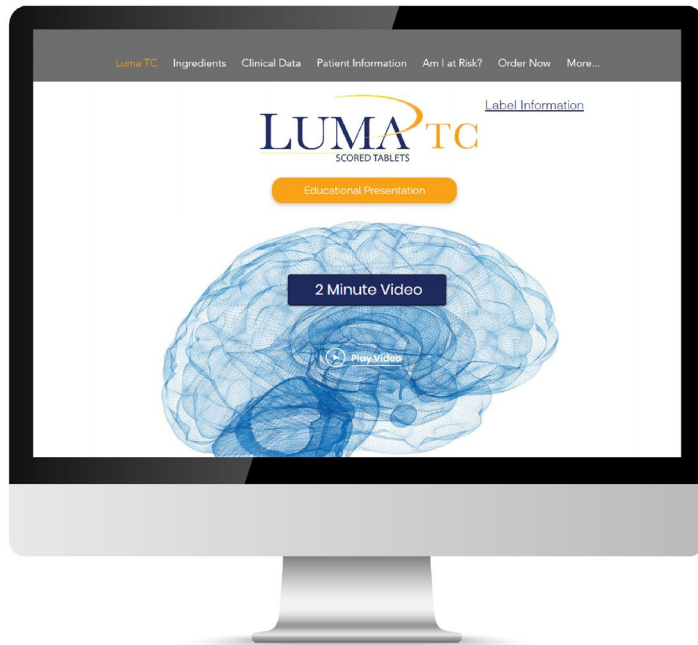 Luma TC Ingredients Clinical Data Patient Information Am I at Risk? Order Now More...
Label Information
LUMA TC
SCORED TABLETS
Educational Presentation
2 Minute Video
Play Video